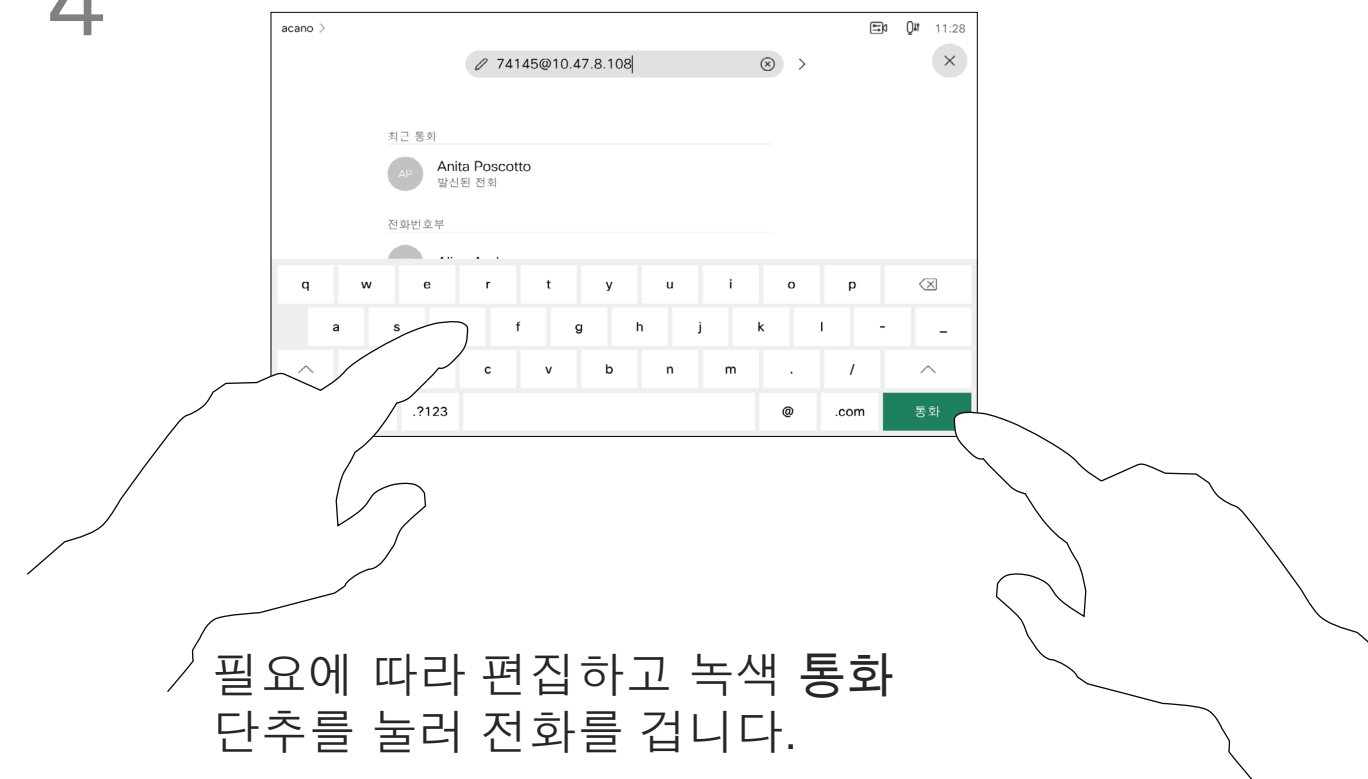 4
acano >
11:28
74145@10.47.8.108
최근 통화
AP
Anita Poscotto
발신된 전화
전화번호부
q w e r t y u i o p
a s f g h j k l - _
c v b n m . /
.?123 @ .com 통화
필요에 따라 편집하고 녹색 통화
단추를 눌러 전화를 겁니다.